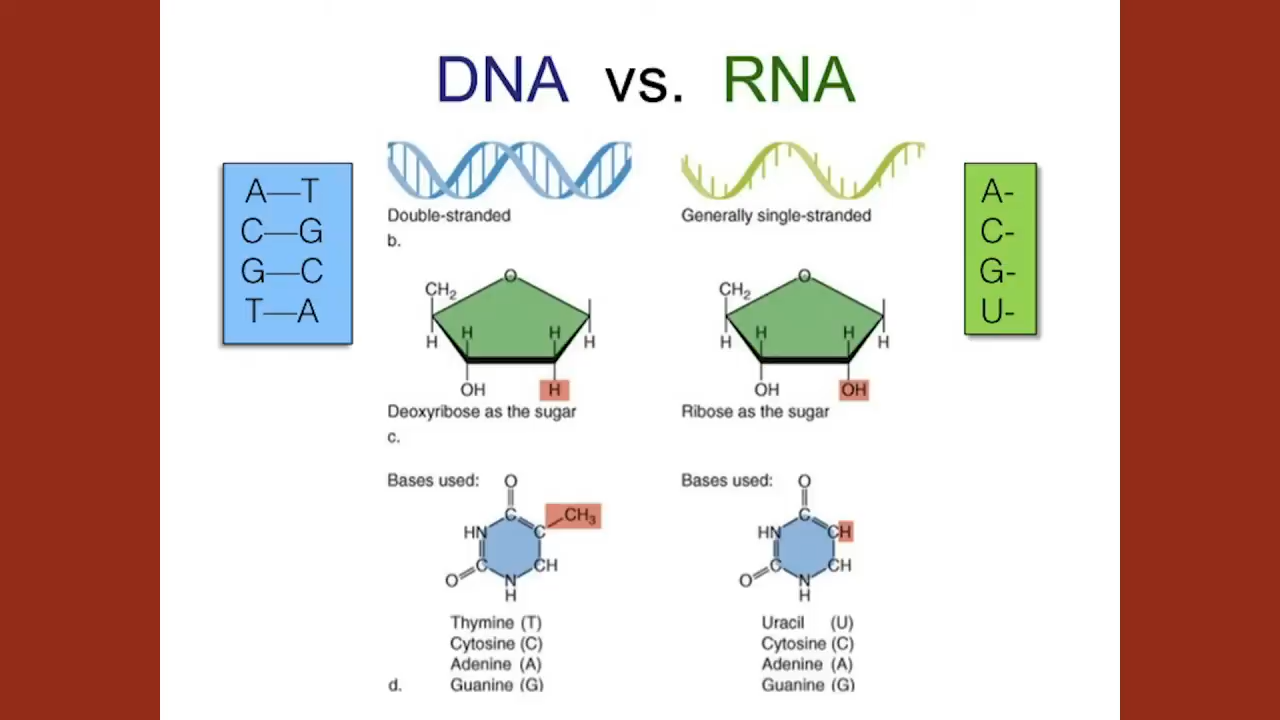 DNA vs. RNA
A—T
C—G
G—C
T—A
Double-stranded
b.
Generally single-stranded
A-
C-
G-
U-
O
CH₂
H
H
H
H
OH
H
Deoxyribose as the sugar
c.
O
CH₂
H
H
H
H
OH
OH
Ribose as the sugar
Bases used:
O
C
CH₃
HN
C
C
CH
O
N
H
Thymine (T)
Cytosine (C)
Adenine (A)
d.
Guanine (G)
Bases used:
O
C
HN
CH
C
CH
O
N
H
Uracil (U)
Cytosine (C)
Adenine (A)
Guanine (G)